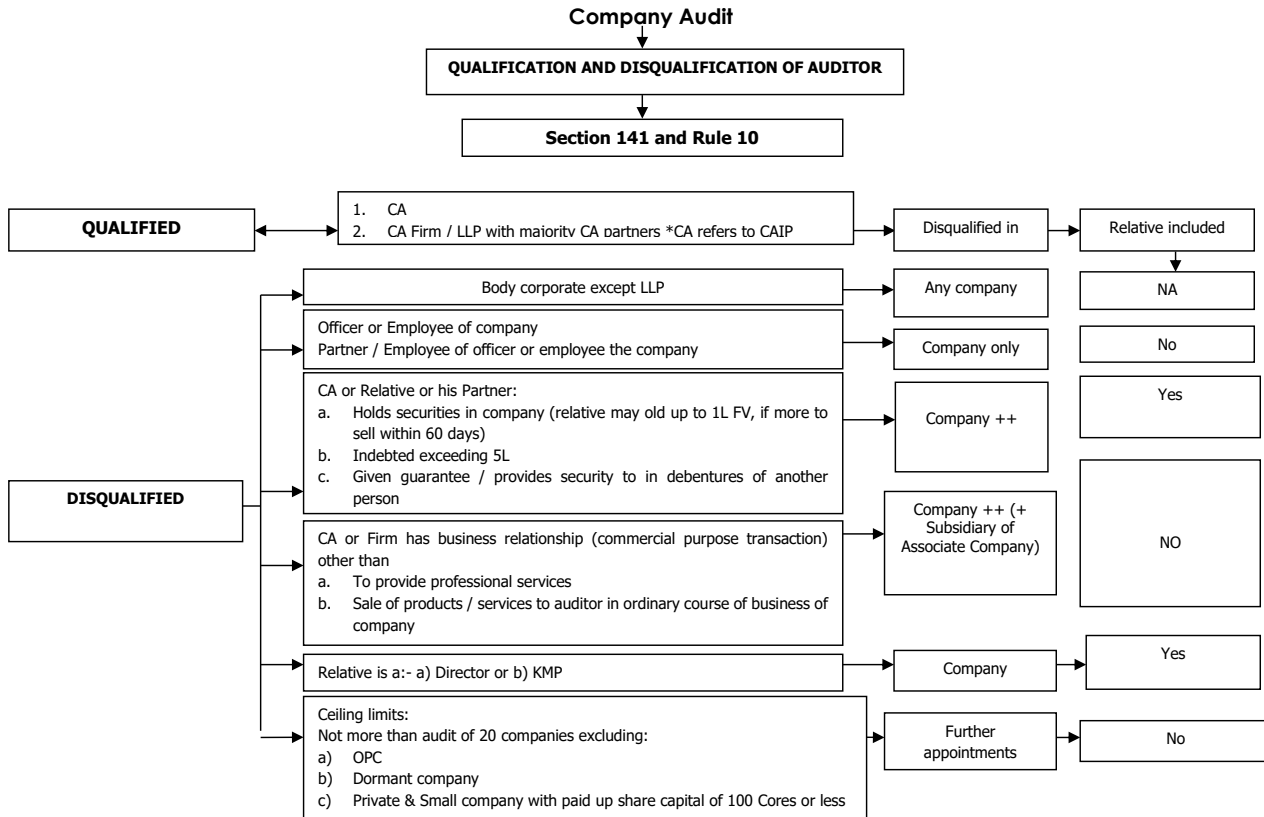 Company Audit
QUALIFICATION AND DISQUALIFICATION OF AUDITOR
Section 141 and Rule 10
QUALIFIED
1. CA
2. CA Firm / LLP with majority CA partners *CA refers to CAIP
Disqualified in
Relative included
DISQUALIFIED
Body corporate except LLP
Any company
NA
Officer or Employee of company
Partner / Employee of officer or employee the company
Company only
No
CA or Relative or his Partner:
a. Holds securities in company (relative may old up to 1L FV, if more to
sell within 60 days)
b. Indebted exceeding 5L
c. Given guarantee / provides security to in debentures of another
person
Company ++
Yes
CA or Firm has business relationship (commercial purpose transaction)
other than
a. To provide professional services
b. Sale of products / services to auditor in ordinary course of business of
company
Company ++ (+
Subsidiary of
Associate Company)
NO
Relative is a:- a) Director or b) KMP
Company
Yes
Ceiling limits:
Not more than audit of 20 companies excluding:
a) OPC
b) Dormant company
c) Private & Small company with paid up share capital of 100 Cores or less
Further
appointments
No